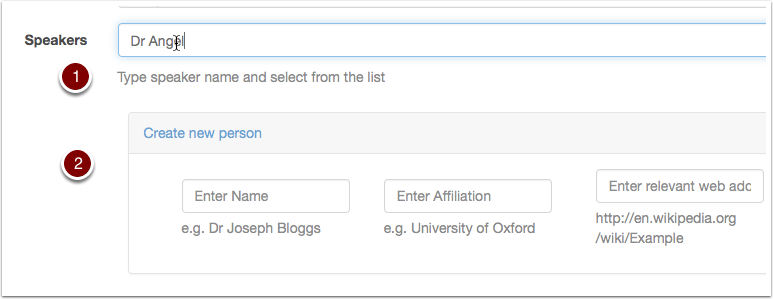 Speakers
Dr Angel
1
Type speaker name and select from the list
Create new person
2
Enter Name
Enter Affiliation
Enter relevant web adc
e.g. Dr Joseph Bloggs
e.g. University of Oxford
http://en.wikipedia.org
/wiki/Example